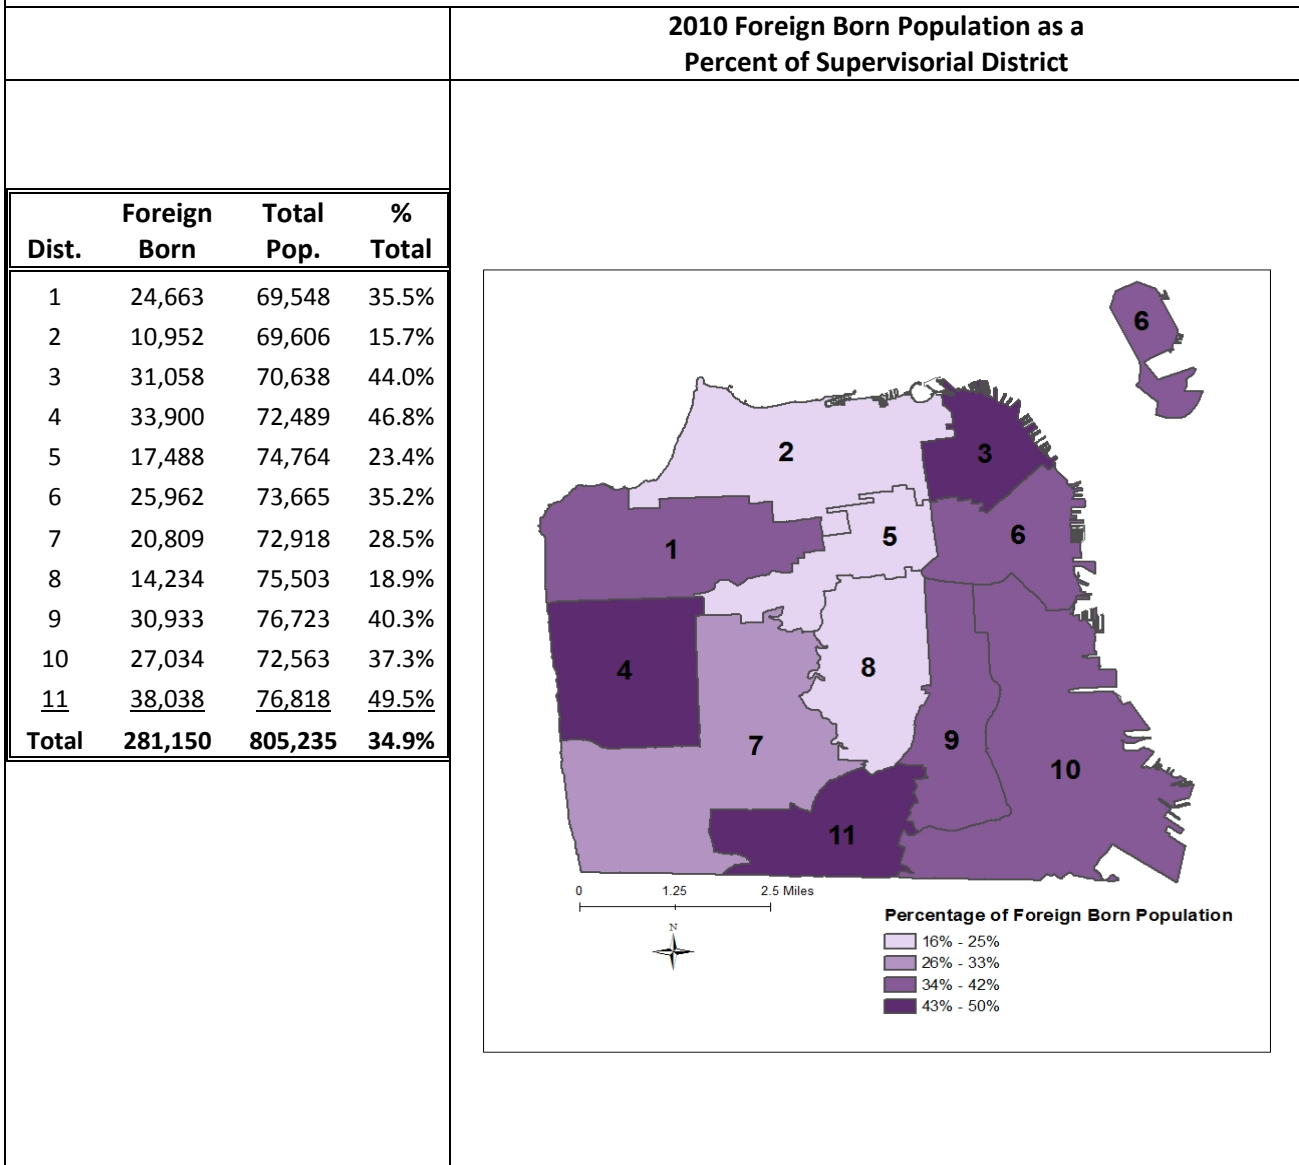 2010 Foreign Born Population as a
Percent of Supervisorial District
Foreign Total %
Dist. Born Pop. Total
1 24,663 69,548 35.5%
2 10,952 69,606 15.7%
3 31,058 70,638 44.0%
4 33,900 72,489 46.8%
5 17,488 74,764 23.4%
6 25,962 73,665 35.2%
7 20,809 72,918 28.5%
8 14,234 75,503 18.9%
9 30,933 76,723 40.3%
10 27,034 72,563 37.3%
11 38,038 76,818 49.5%
Total 281,150 805,235 34.9%
6
2
3
5
6
1
4
8
7
9
10
11
0 1.25 2.5 Miles
N
Percentage of Foreign Born Population
16% - 25%
26% - 33%
34% - 42%
43% - 50%